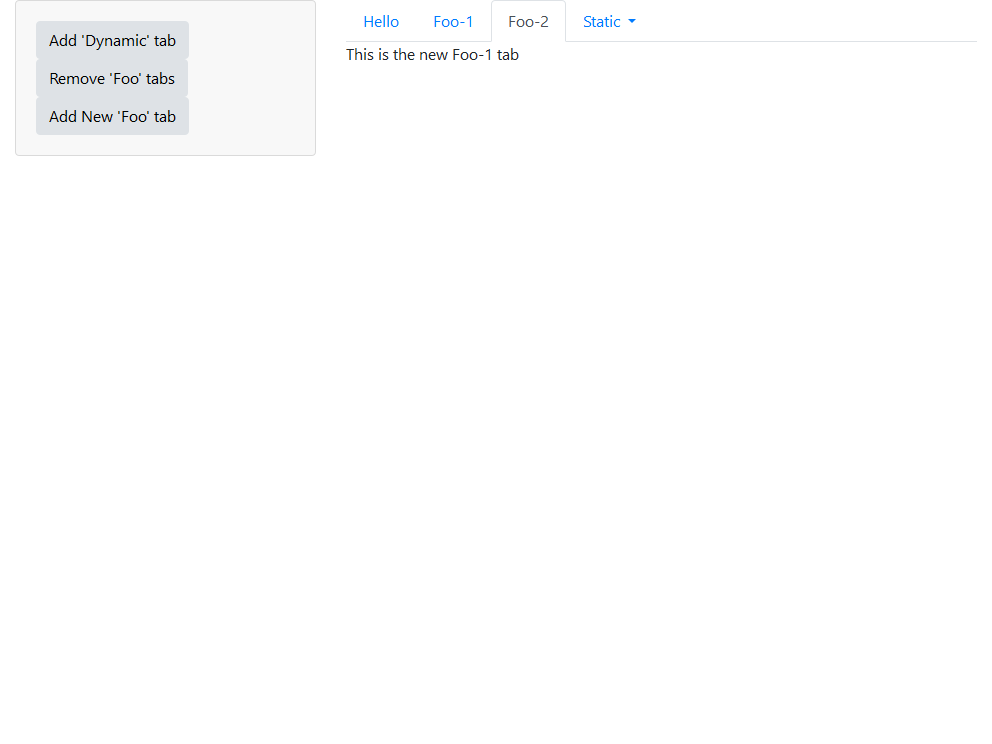 Add 'Dynamic' tab
Remove 'Foo' tabs
Add New 'Foo' tab
Hello Foo-1 Foo-2 Static
This is the new Foo-1 tab